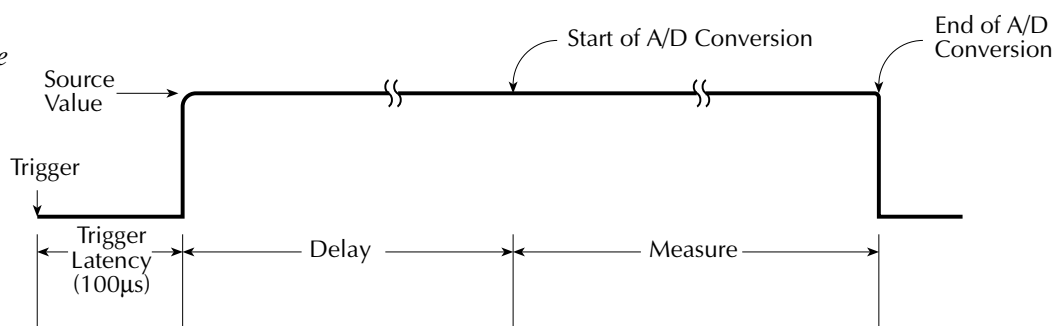 e
Start of A/D Conversion
End of A/D
Conversion
Source
Value
Trigger
Trigger
Latency
(100µs)
Delay
Measure